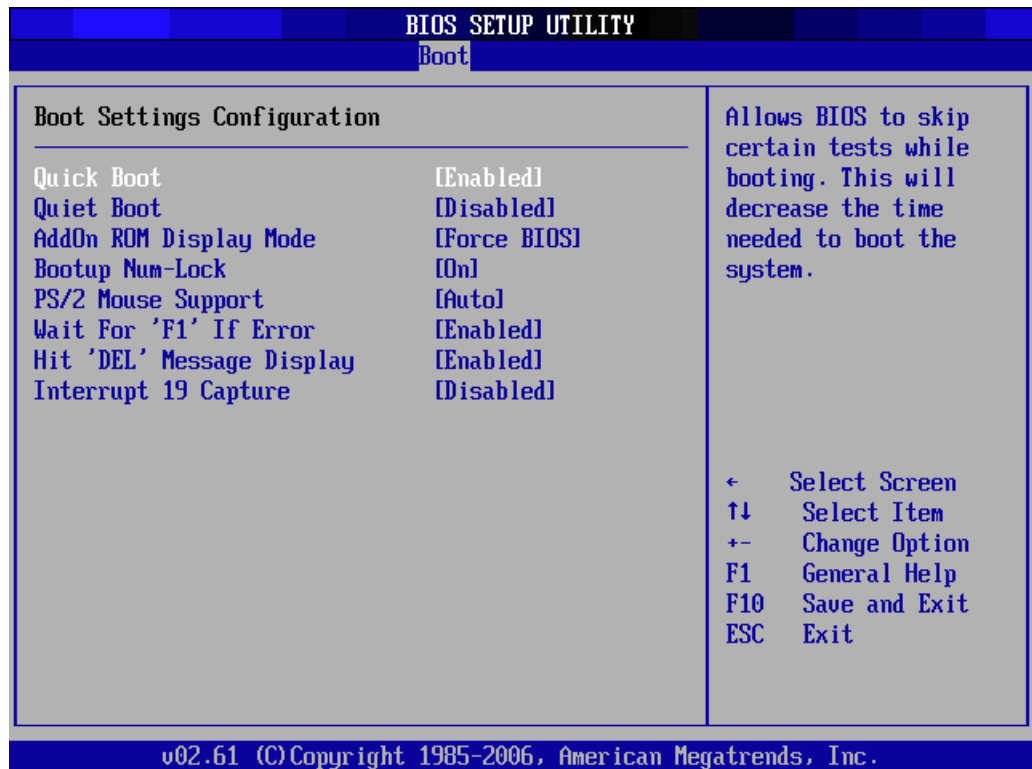 BIOS SETUP UTILITY
Boot
Boot Settings Configuration
Quick Boot [Enabled]
Quiet Boot [Disabled]
AddOn ROM Display Mode [Force BIOS]
Bootup Num-Lock [On]
PS/2 Mouse Support [Auto]
Wait For 'F1' If Error [Enabled]
Hit 'DEL' Message Display [Enabled]
Interrupt 19 Capture [Disabled]
Allows BIOS to skip
certain tests while
booting. This will
decrease the time
needed to boot the
system.
← Select Screen
↑↓ Select Item
+- Change Option
F1 General Help
F10 Save and Exit
ESC Exit
v02.61 (C)Copyright 1985-2006, American Megatrends, Inc.